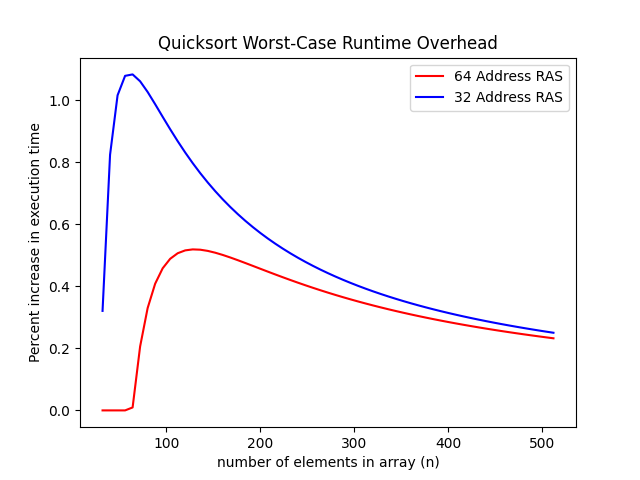 Quicksort Worst-Case Runtime Overhead
64 Address RAS
32 Address RAS
Percent increase in execution time
1.0
0.8
0.6
0.4
0.2
0.0
100 200 300 400 500
number of elements in array (n)